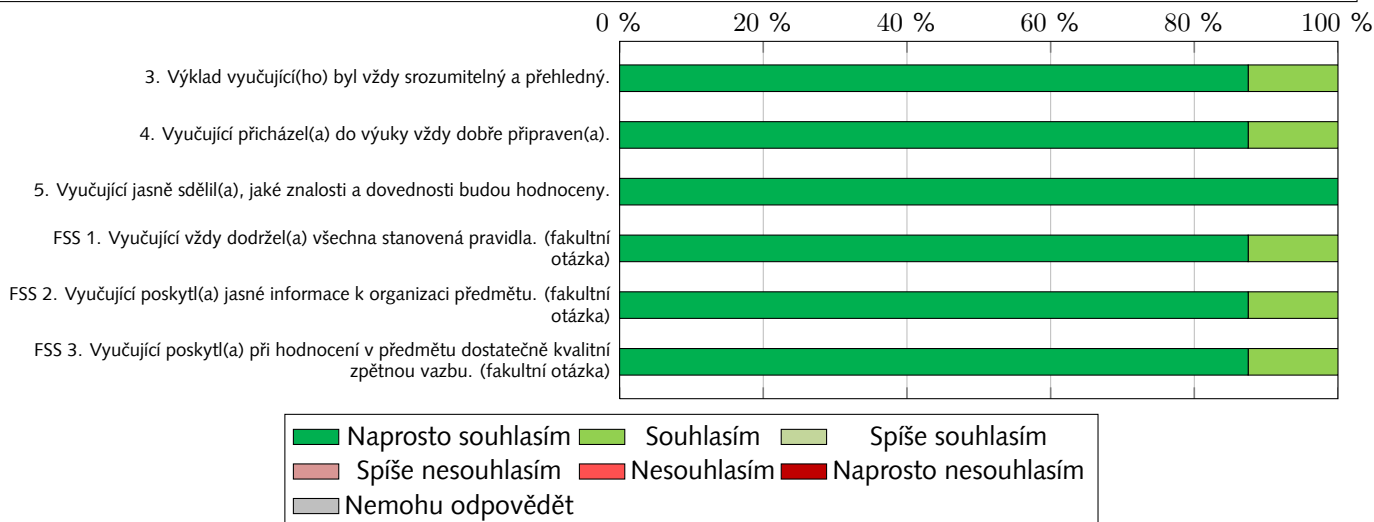 0 % 20 % 40 % 60 % 80 % 100 %
3. Výklad vyučující(ho) byl vždy srozumitelný a přehledný.
4. Vyučující přicházel(a) do výuky vždy dobře připraven(a).
5. Vyučující jasně sdělil(a), jaké znalosti a dovednosti budou hodnoceny.
FSS 1. Vyučující vždy dodržel(a) všechna stanovená pravidla. (fakultní
otázka)
FSS 2. Vyučující poskytl(a) jasné informace k organizaci předmětu. (fakultní
otázka)
FSS 3. Vyučující poskytl(a) při hodnocení v předmětu dostatečně kvalitní
zpětnou vazbu. (fakultní otázka)
Naprosto souhlasím Souhlasím Spíše souhlasím
Spíše nesouhlasím Nesouhlasím Naprosto nesouhlasím
Nemohu odpovědět